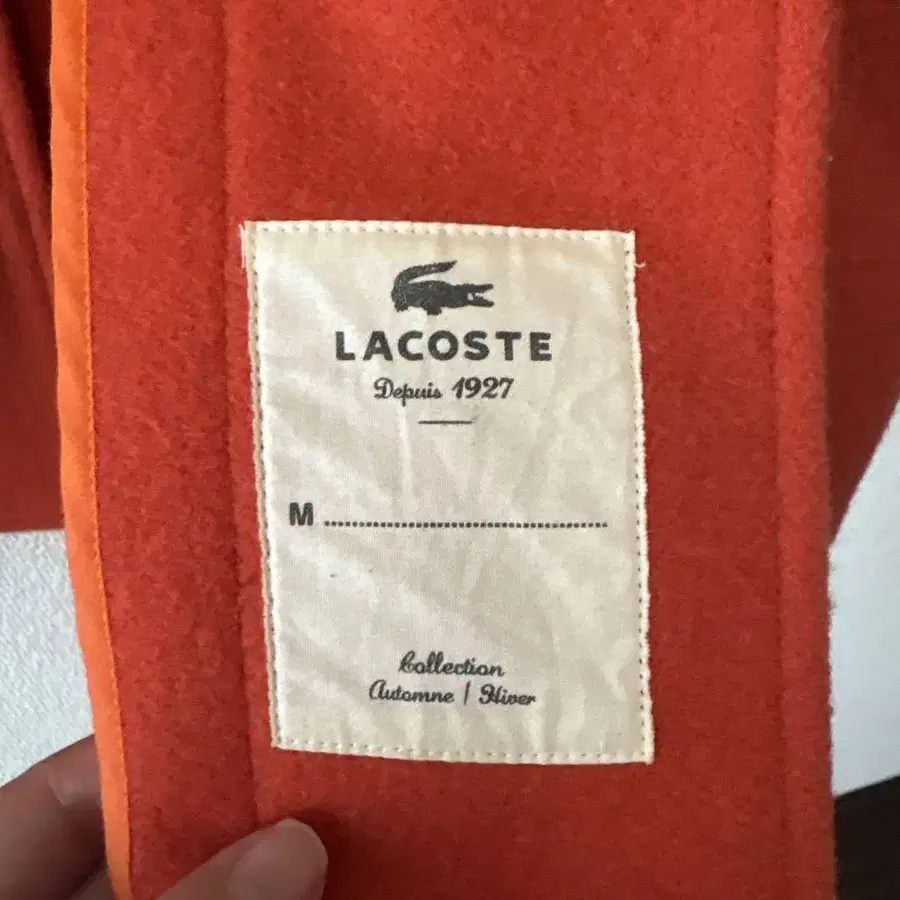 LACOSTE
Depuis 1927
M ........................................
Collection
Automne / Hiver